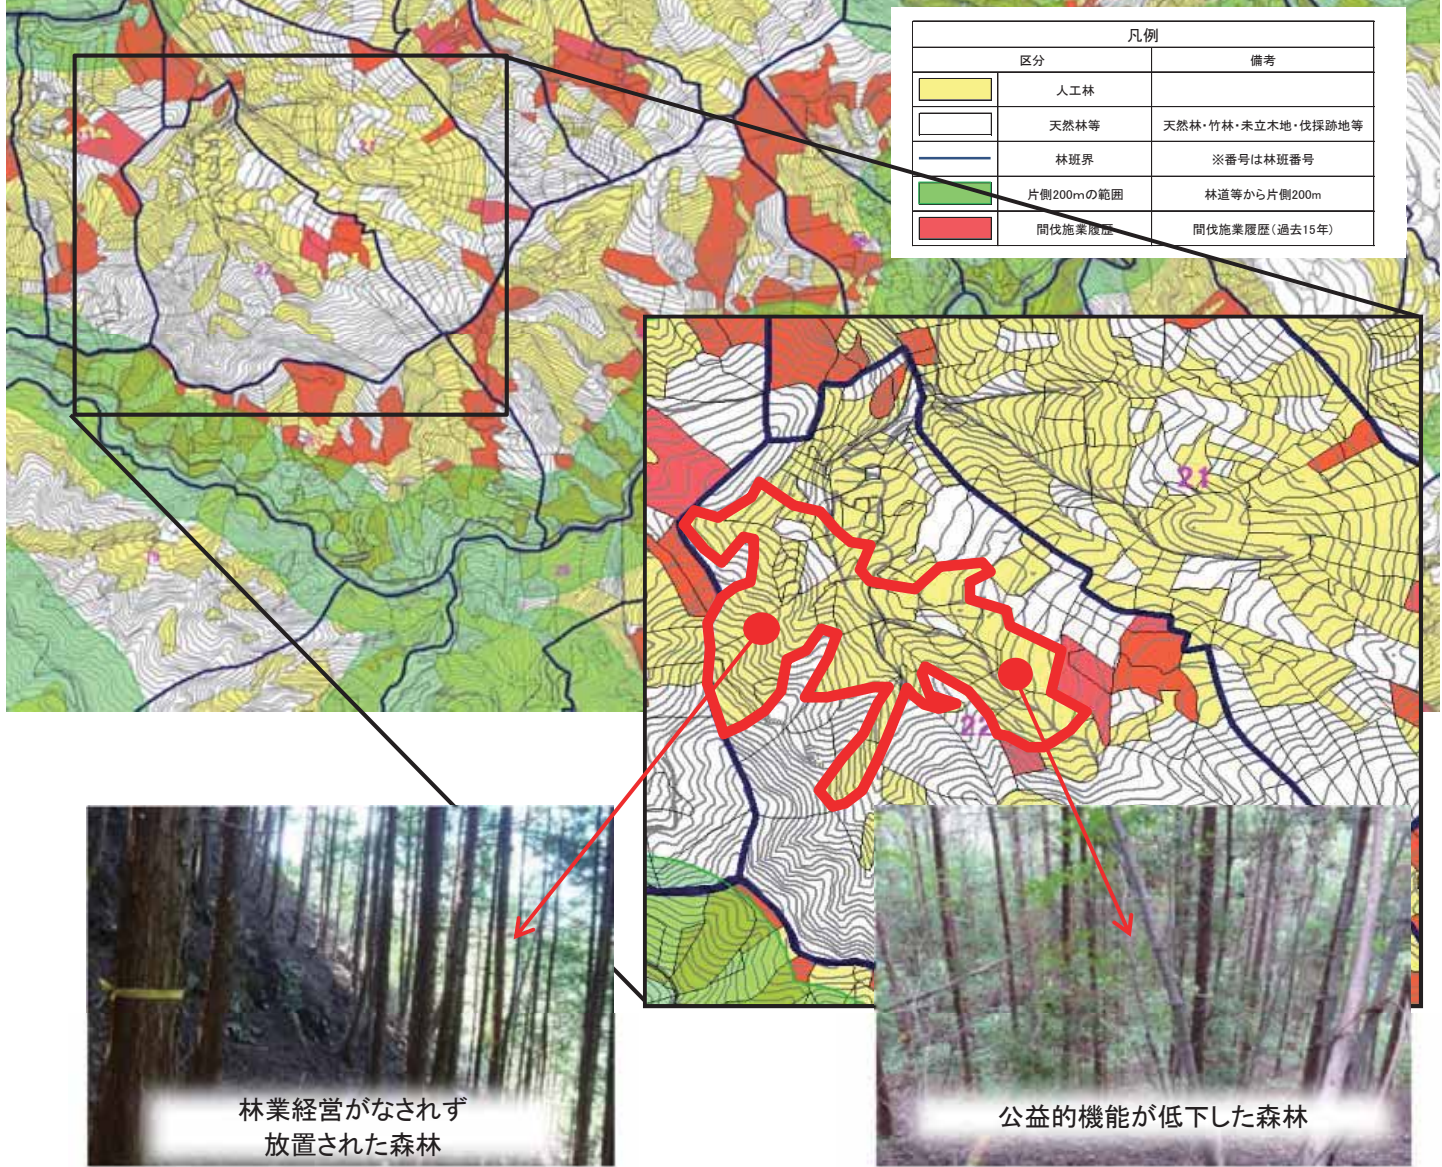 凡例
区分 備考
人工林
天然林等 天然林・竹林・未立木地・伐採跡地等
林班界 ※番号は林班番号
片側200mの範囲 林道等から片側200m
間伐施業履歴 間伐施業履歴(過去15年)
21
22
林業経営がなされず
放置された森林
公益的機能が低下した森林